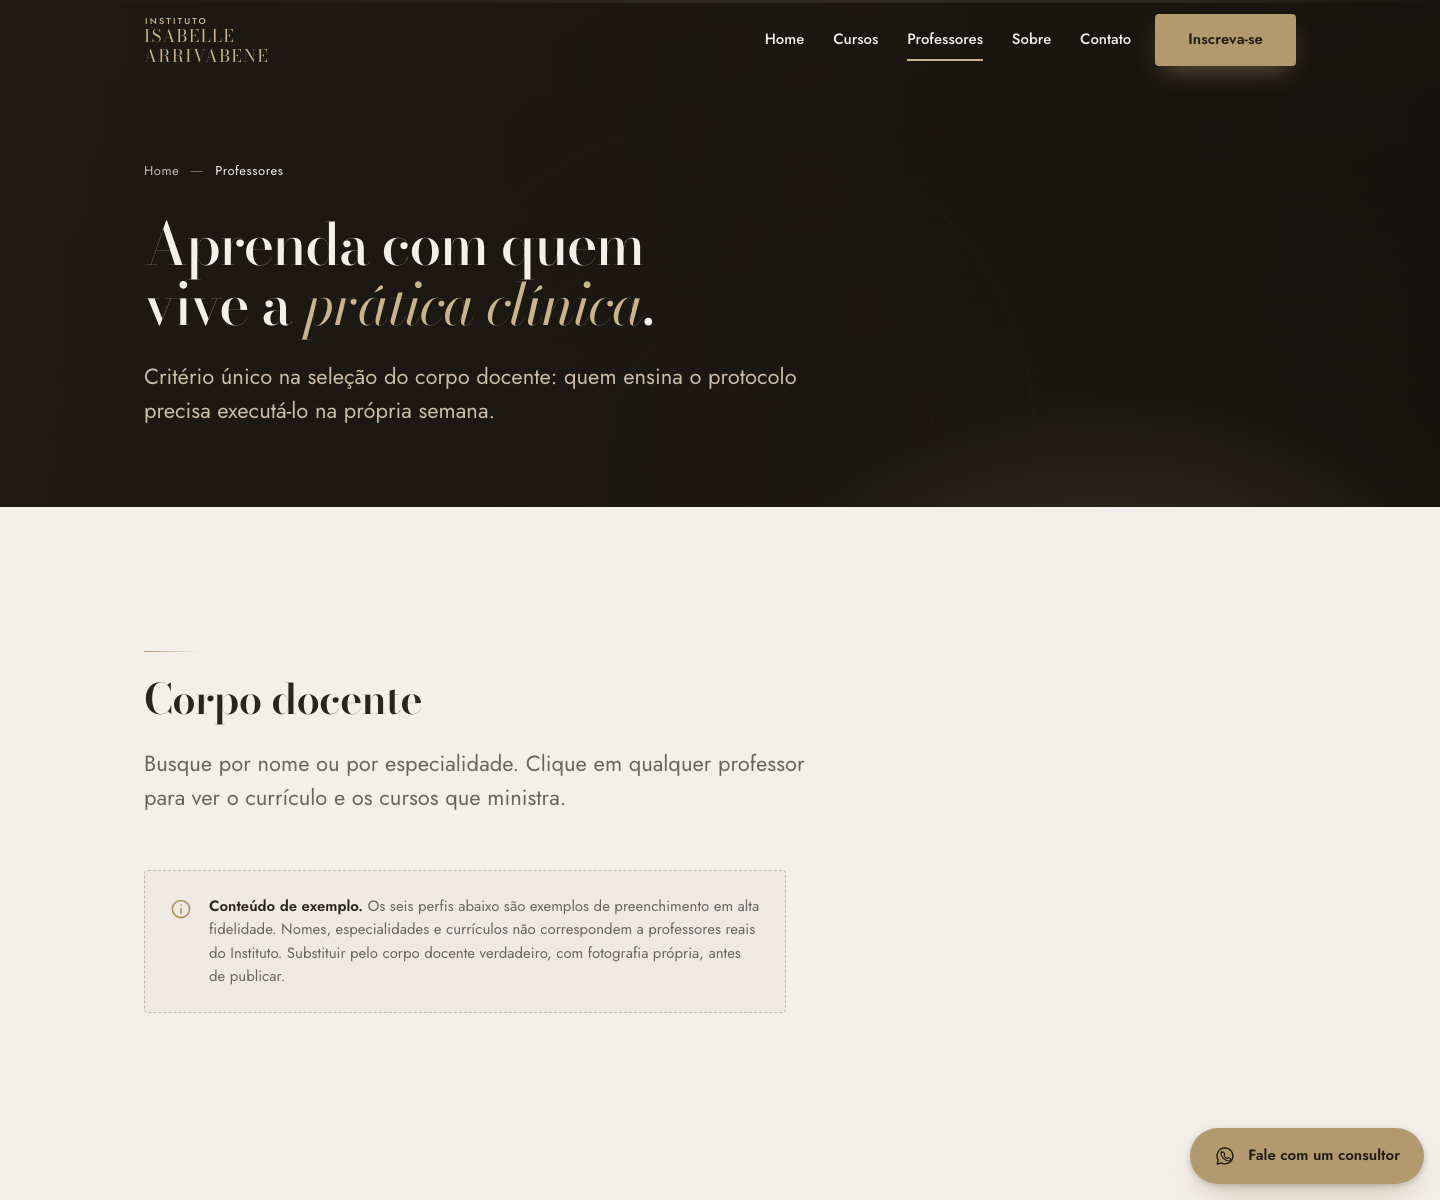 INSTITUTO
ISABELLE
ARRIVABENE
Home
Cursos
Professores
Sobre
Contato
Inscreva-se
Home — Professores
Aprenda com quem
vive a prática clínica.
Critério único na seleção do corpo docente: quem ensina o protocolo
precisa executá-lo na própria semana.
Corpo docente
Busque por nome ou por especialidade. Clique em qualquer professor
para ver o currículo e os cursos que ministra.
Conteúdo de exemplo. Os seis perfis abaixo são exemplos de preenchimento em alta
fidelidade. Nomes, especialidades e currículos não correspondem a professores reais
do Instituto. Substituir pelo corpo docente verdadeiro, com fotografia própria, antes
de publicar.
Fale com um consultor